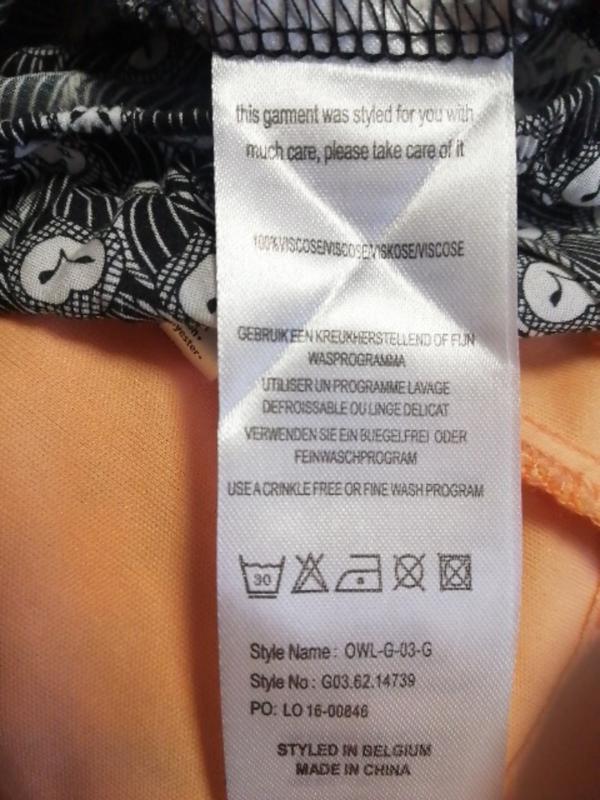 this garment was styled for you with
much care, please take care of it
100%VISCOSE/VISCOSE/VISKOSE/VISCOSE
GEBRUIK EEN KREUKHERSTELLEND OF FIJN
WASPROGRAMMA
UTILISER UN PROGRAMME LAVAGE
DEFROISSABLE OU LINGE DELICAT
VERWENDEN SIE EIN BUEGELFREI ODER
FEINWASCHPROGRAM
USE A CRINKLE FREE OR FINE WASH PROGRAM
30
Style Name: OWL-G-03-G
Style No: G03.62.14739
PO: LO 16-00846
STYLED IN BELGIUM
MADE IN CHINA